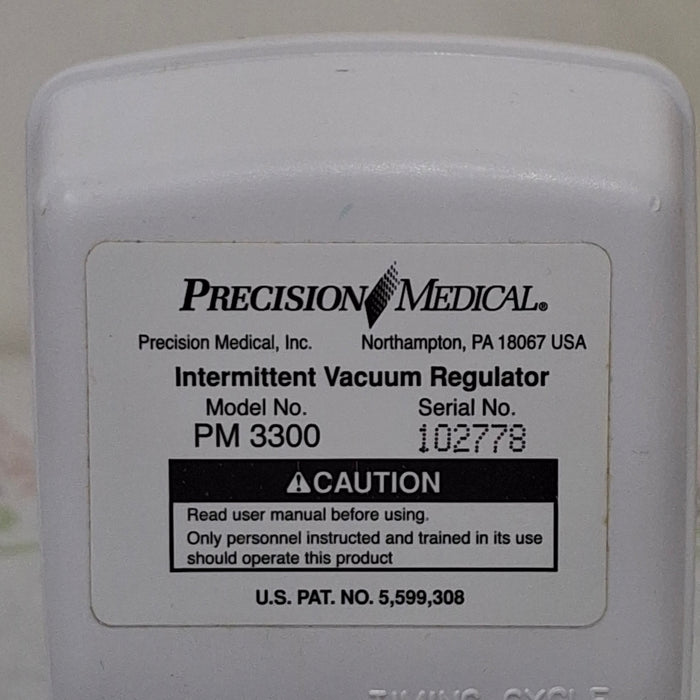 PRECISION MEDICAL®
Precision Medical, Inc. Northampton, PA 18067 USA
Intermittent Vacuum Regulator
Model No. Serial No.
PM 3300 102778
⚠CAUTION
Read user manual before using.
Only personnel instructed and trained in its use
should operate this product
U.S. PAT. NO. 5,599,308
TIMING CYCLE